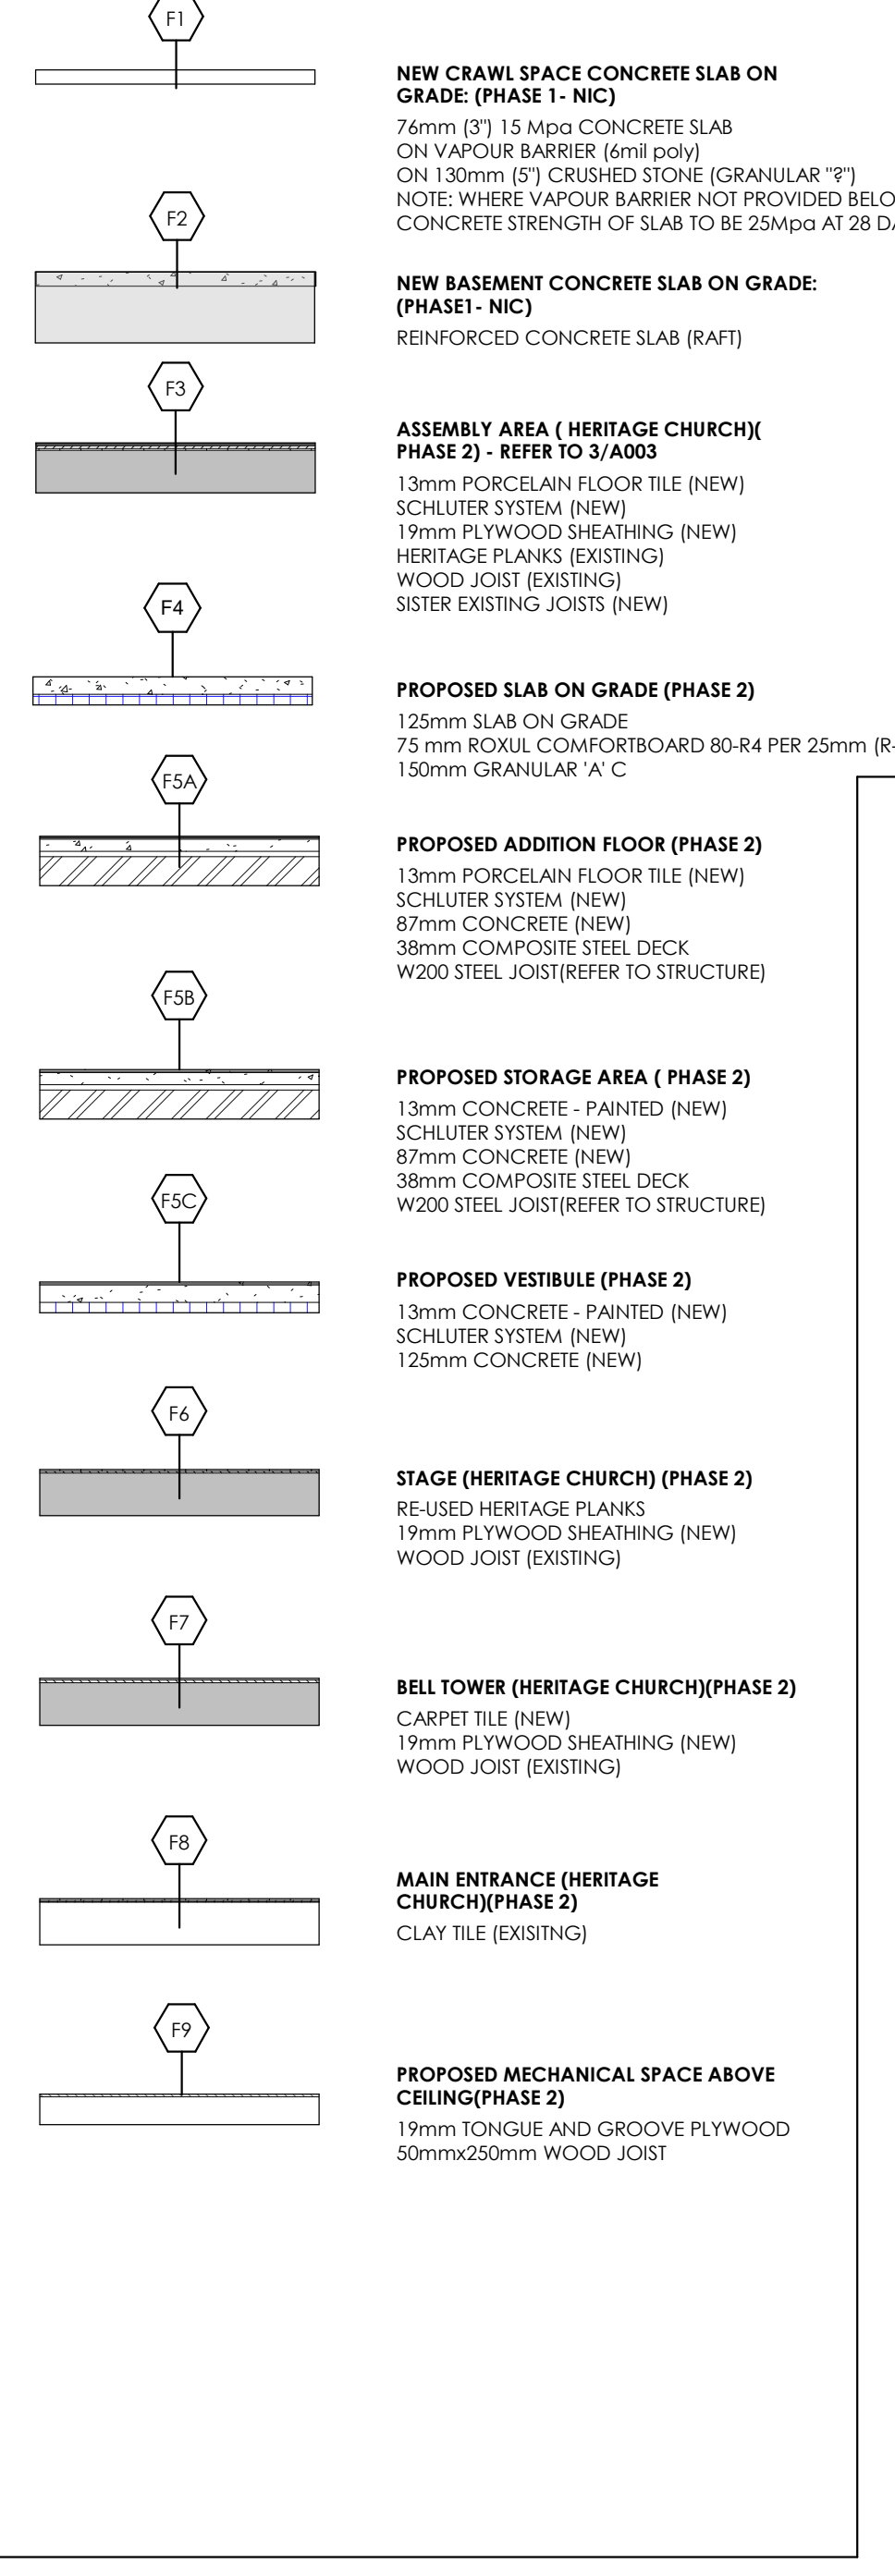 F1
NEW CRAWL SPACE CONCRETE SLAB ON
GRADE: (PHASE 1- NIC)
76mm (3") 15 Mpa CONCRETE SLAB
ON VAPOUR BARRIER (6mil poly)
ON 130mm (5") CRUSHED STONE (GRANULAR "?")
NOTE: WHERE VAPOUR BARRIER NOT PROVIDED BELO
CONCRETE STRENGTH OF SLAB TO BE 25Mpa AT 28 DA
F2
NEW BASEMENT CONCRETE SLAB ON GRADE:
(PHASE1- NIC)
REINFORCED CONCRETE SLAB (RAFT)
F3
ASSEMBLY AREA ( HERITAGE CHURCH)(
PHASE 2) - REFER TO 3/A003
13mm PORCELAIN FLOOR TILE (NEW)
SCHLUTER SYSTEM (NEW)
19mm PLYWOOD SHEATHING (NEW)
HERITAGE PLANKS (EXISTING)
WOOD JOIST (EXISTING)
SISTER EXISTING JOISTS (NEW)
F4
PROPOSED SLAB ON GRADE (PHASE 2)
125mm SLAB ON GRADE
75 mm ROXUL COMFORTBOARD 80-R4 PER 25mm (R-
150mm GRANULAR 'A' C
F5A
PROPOSED ADDITION FLOOR (PHASE 2)
13mm PORCELAIN FLOOR TILE (NEW)
SCHLUTER SYSTEM (NEW)
87mm CONCRETE (NEW)
38mm COMPOSITE STEEL DECK
W200 STEEL JOIST(REFER TO STRUCTURE)
F5B
PROPOSED STORAGE AREA ( PHASE 2)
13mm CONCRETE - PAINTED (NEW)
SCHLUTER SYSTEM (NEW)
87mm CONCRETE (NEW)
38mm COMPOSITE STEEL DECK
W200 STEEL JOIST(REFER TO STRUCTURE)
F5C
PROPOSED VESTIBULE (PHASE 2)
13mm CONCRETE - PAINTED (NEW)
SCHLUTER SYSTEM (NEW)
125mm CONCRETE (NEW)
F6
STAGE (HERITAGE CHURCH) (PHASE 2)
RE-USED HERITAGE PLANKS
19mm PLYWOOD SHEATHING (NEW)
WOOD JOIST (EXISTING)
F7
BELL TOWER (HERITAGE CHURCH)(PHASE 2)
CARPET TILE (NEW)
19mm PLYWOOD SHEATHING (NEW)
WOOD JOIST (EXISTING)
F8
MAIN ENTRANCE (HERITAGE
CHURCH)(PHASE 2)
CLAY TILE (EXISITNG)
F9
PROPOSED MECHANICAL SPACE ABOVE
CEILING(PHASE 2)
19mm TONGUE AND GROOVE PLYWOOD
50mmx250mm WOOD JOIST